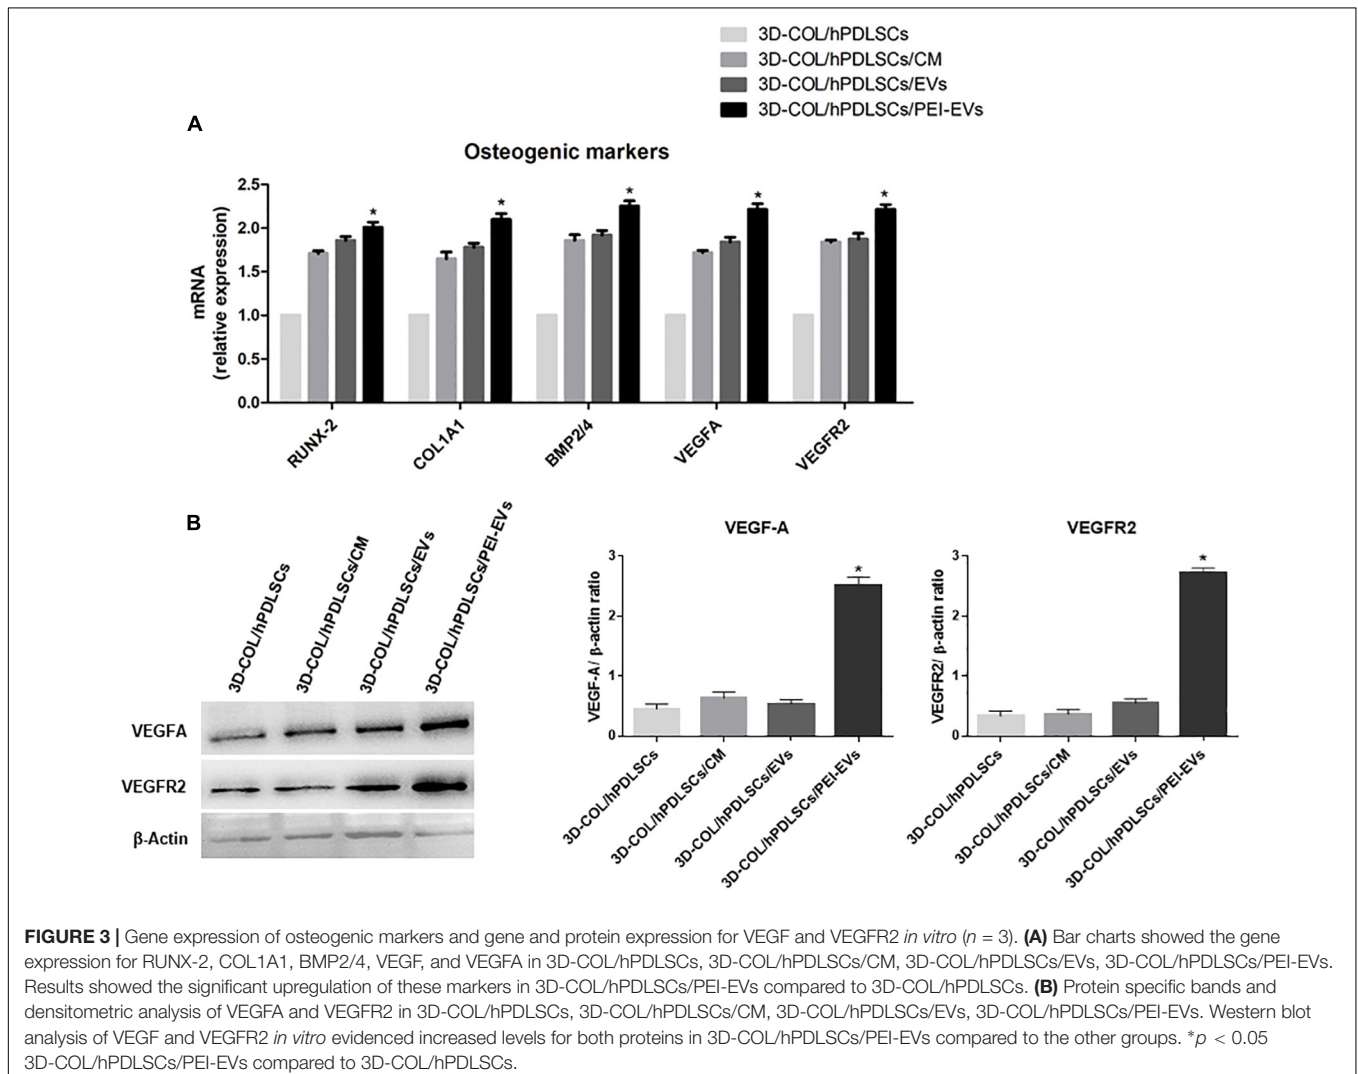 3D-COL/hPDLSCs
3D-COL/hPDLSCs/CM
3D-COL/hPDLSCs/EVs
3D-COL/hPDLSCs/PEI-EVs
A
Osteogenic markers
mRNA
(relative expression)
2.5
2.0
1.5
1.0
0.5
0.0
* * * * *
RUNX-2 COL1A1 BMP2/4 VEGFA VEGFR2
B
3D-COL/hPDLSCs
3D-COL/hPDLSCs/CM
3D-COL/hPDLSCs/EVs
3D-COL/hPDLSCs/PEI-EVs
VEGFA
VEGFR2
β-Actin
VEGF-A
VEGF-A/ β-actin ratio
3
2
1
0
*
3D-COL/hPDLSCs
3D-COL/hPDLSCs/CM
3D-COL/hPDLSCs/EVs
3D-COL/hPDLSCs/PEI-EVs
VEGFR2
VEGFR2/ β-actin ratio
3
2
1
0
*
3D-COL/hPDLSCs
3D-COL/hPDLSCs/CM
3D-COL/hPDLSCs/EVs
3D-COL/hPDLSCs/PEI-EVs
FIGURE 3 | Gene expression of osteogenic markers and gene and protein expression for VEGF and VEGFR2 in vitro (n = 3). (A) Bar charts showed the gene
expression for RUNX-2, COL1A1, BMP2/4, VEGF, and VEGFA in 3D-COL/hPDLSCs, 3D-COL/hPDLSCs/CM, 3D-COL/hPDLSCs/EVs, 3D-COL/hPDLSCs/PEI-EVs.
Results showed the significant upregulation of these markers in 3D-COL/hPDLSCs/PEI-EVs compared to 3D-COL/hPDLSCs. (B) Protein specific bands and
densitometric analysis of VEGFA and VEGFR2 in 3D-COL/hPDLSCs, 3D-COL/hPDLSCs/CM, 3D-COL/hPDLSCs/EVs, 3D-COL/hPDLSCs/PEI-EVs. Western blot
analysis of VEGF and VEGFR2 in vitro evidenced increased levels for both proteins in 3D-COL/hPDLSCs/PEI-EVs compared to the other groups. *p < 0.05
3D-COL/hPDLSCs/PEI-EVs compared to 3D-COL/hPDLSCs.